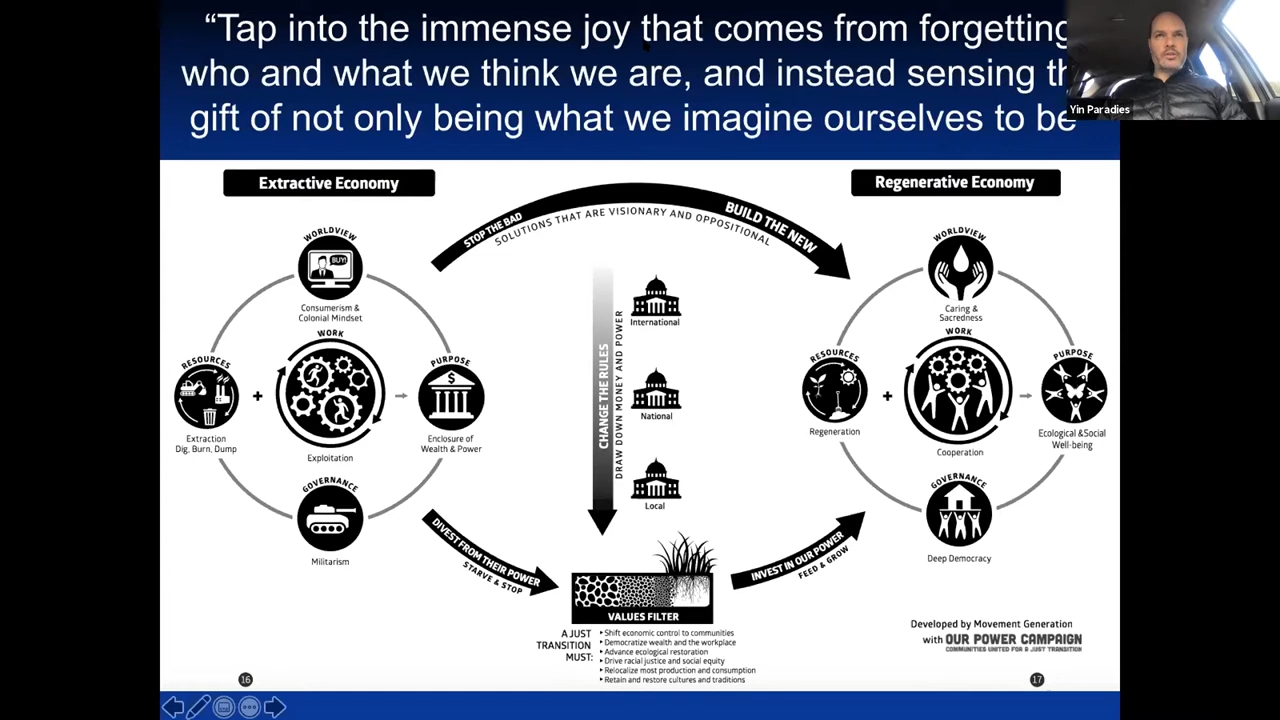 “Tap into the immense joy that comes from forgetting
who and what we think we are, and instead sensing
gift of not only being what we imagine ourselves to be
Yin Paradies
Extractive Economy
Regenerative Economy
STOP THE BAD
BUILD THE NEW
SOLUTIONS THAT ARE VISIONARY AND OPPOSITIONAL
WORLDVIEW
BUY!
Consumerism &
Colonial Mindset
WORK
RESOURCES
PURPOSE
+
$
Extraction
Dig, Burn, Dump
Exploitation
Enclosure of
Wealth & Power
GOVERNANCE
Militarism
CHANGE THE RULES
DRAW DOWN MONEY AND POWER
International
National
Local
WORLDVIEW
Caring &
Sacredness
WORK
RESOURCES
PURPOSE
+
Regeneration
Cooperation
Ecological & Social
Well-being
GOVERNANCE
Deep Democracy
DIVEST FROM THEIR POWER
STARVE & STOP
INVEST IN OUR POWER
FEED & GROW
VALUES FILTER
A JUST
TRANSITION
MUST:
Shift economic control to communities
Democratize wealth and the workplace
Advance ecological restoration
Drive racial justice and social equity
Relocalize most production and consumption
Retain and restore cultures and traditions
Developed by Movement Generation
with OUR POWER CAMPAIGN
COMMUNITIES UNITED FOR A JUST TRANSITION
16
17